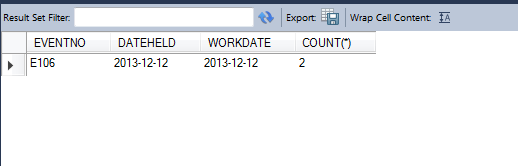 Result Set Filter: Export: Wrap Cell Content:
EVENTNO DATEHELD WORKDATE COUNT(*)
E106 2013-12-12 2013-12-12 2